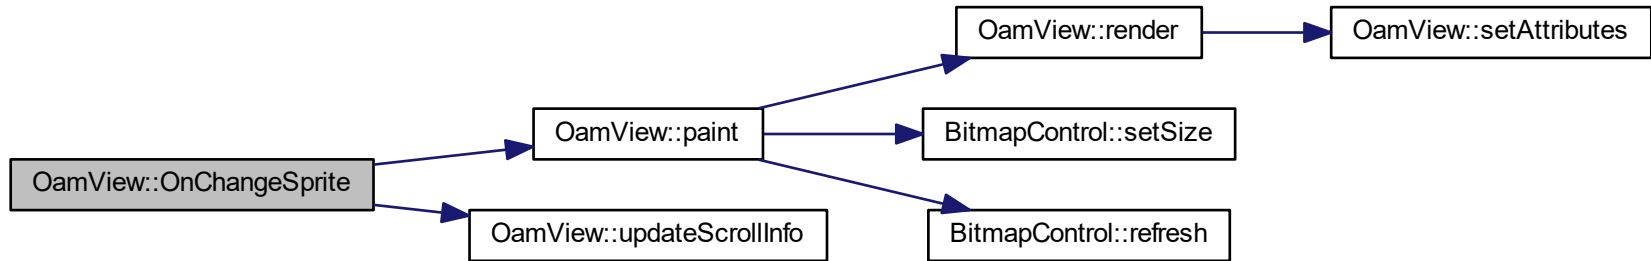 OamView::OnChangeSprite
OamView::paint
OamView::updateScrollInfo
OamView::render
BitmapControl::setSize
BitmapControl::refresh
OamView::setAttributes